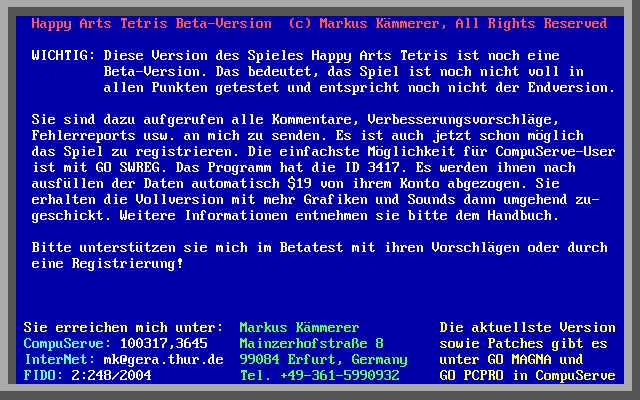 Happy Arts Tetris Beta-Version (c) Markus Kämmerer, All Rights Reserved
WICHTIG: Diese Version des Spieles Happy Arts Tetris ist noch eine
Beta-Version. Das bedeutet, das Spiel ist noch nicht voll in
allen Punkten getestet und entspricht noch nicht der Endversion.
Sie sind dazu aufgerufen alle Kommentare, Verbesserungsvorschläge,
Fehlerreports usw. an mich zu senden. Es ist auch jetzt schon möglich
das Spiel zu registrieren. Die einfachste Möglichkeit für CompuServe-User
ist mit GO SWREG. Das Programm hat die ID 3417. Es werden ihnen nach
ausfüllen der Daten automatisch $19 von ihrem Konto abgezogen. Sie
erhalten die Vollversion mit mehr Grafiken und Sounds dann umgehend zu-
geschickt. Weitere Informationen entnehmen sie bitte dem Handbuch.
Bitte unterstützen sie mich im Betatest mit ihren Vorschlägen oder durch
eine Registrierung!
Sie erreichen mich unter: Markus Kämmerer Die aktuellste Version
CompuServe: 100317,3645 Mainzerhofstraße 8 sowie Patches gibt es
InterNet: mk@gera.thur.de 99084 Erfurt, Germany unter GO MAGNA und
FIDO: 2:248/2004 Tel. +49-361-5990932 GO PCPRO in CompuServe